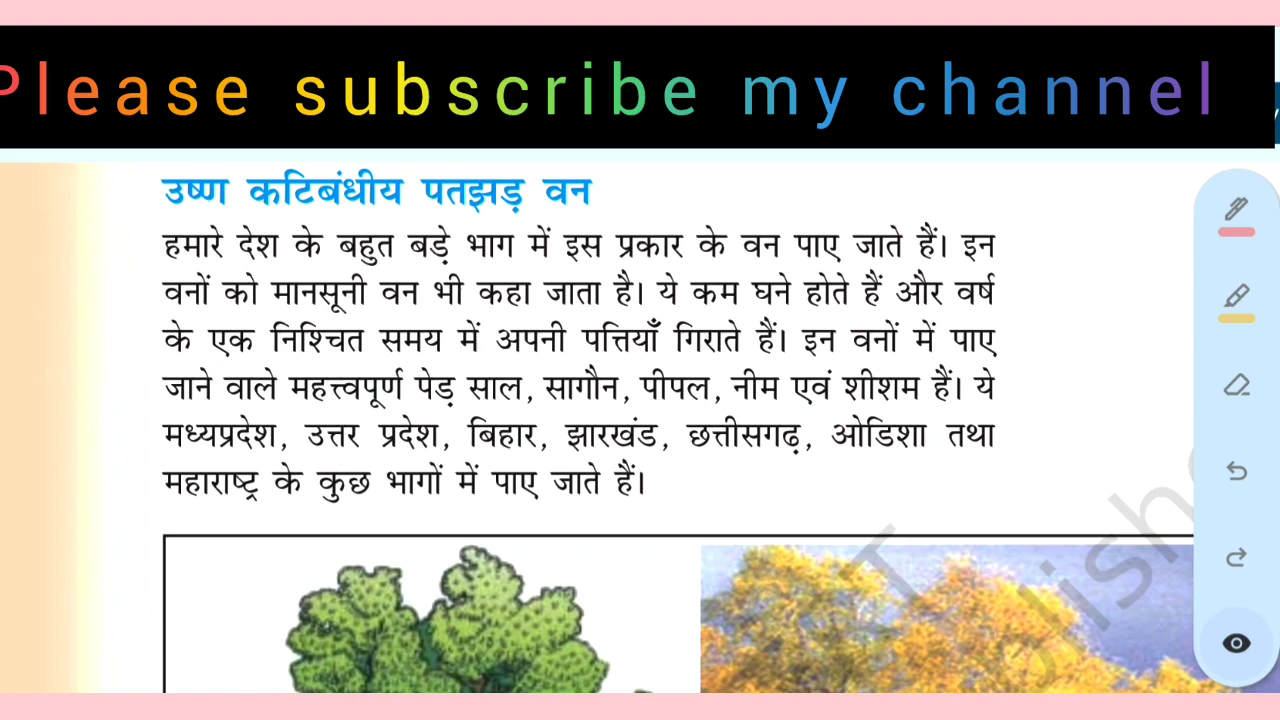 Please subscribe my channel
उष्ण कटिबंधीय पतझड़ वन
हमारे देश के बहुत बड़े भाग में इस प्रकार के वन पाए जाते हैं। इन
वनों को मानसूनी वन भी कहा जाता है। ये कम घने होते हैं और वर्ष
के एक निश्चित समय में अपनी पत्तियाँ गिराते हैं। इन वनों में पाए
जाने वाले महत्त्वपूर्ण पेड़ साल, सागौन, पीपल, नीम एवं शीशम हैं। ये
मध्यप्रदेश, उत्तर प्रदेश, बिहार, झारखंड, छत्तीसगढ़, ओडिशा तथा
महाराष्ट्र के कुछ भागों में पाए जाते हैं।